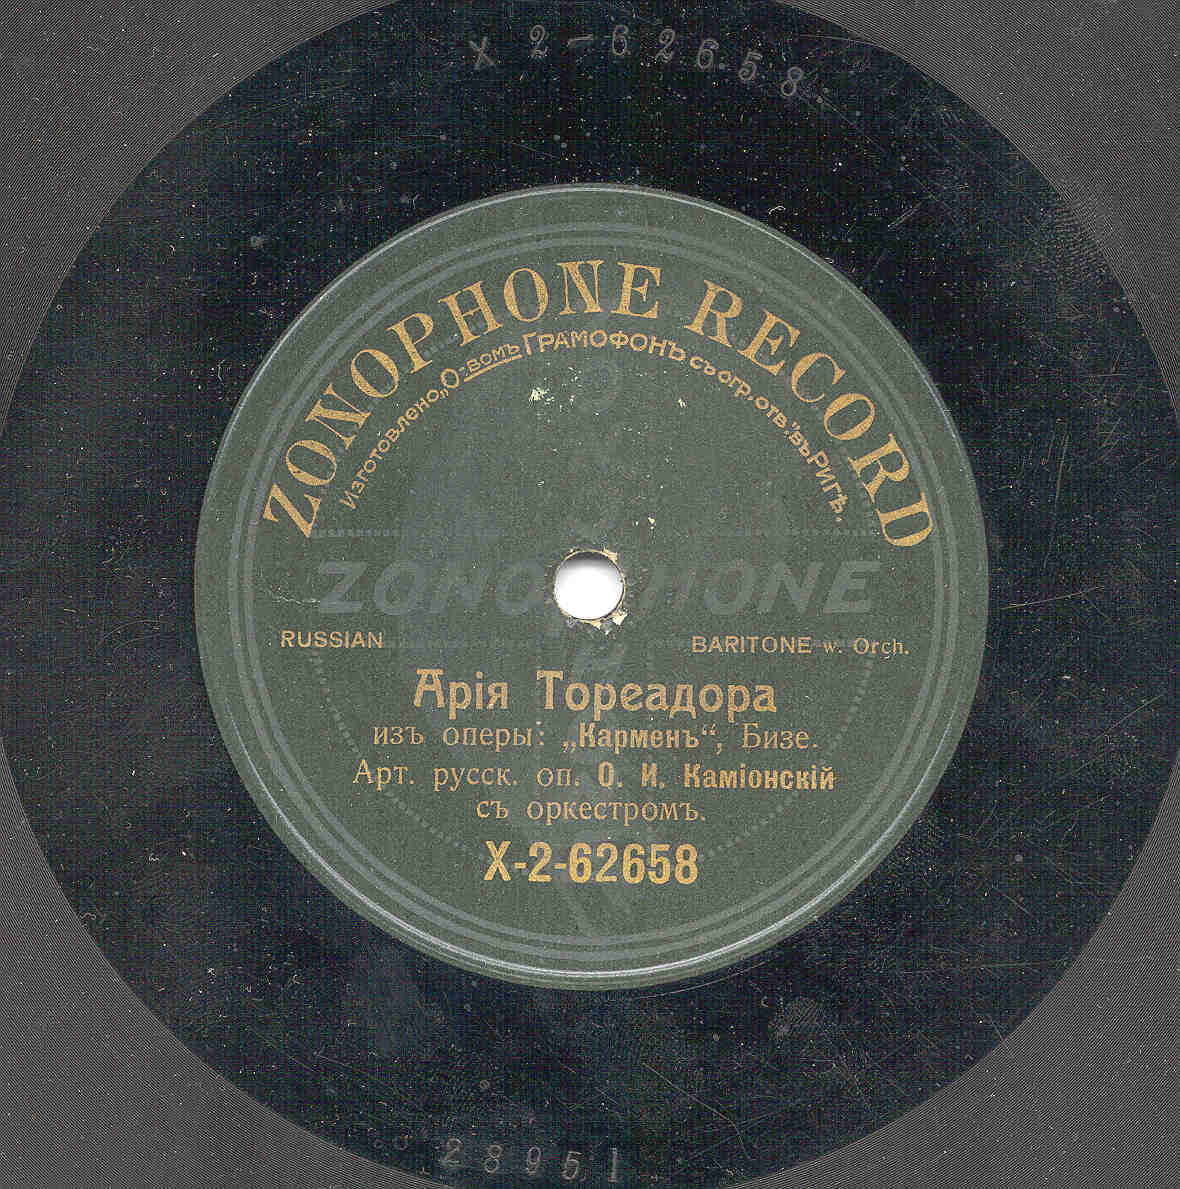 X 2-62658.
ZONOPHONE RECORD
Изготовлено „О-вомъ ГРАМОФОНЪ съ огр. отв." въ РИГѢ.
ZONOPHONE
RUSSIAN
BARITONE w. Orch.
Арія Тореадора
изъ оперы: „Карменъ“, Бизе.
Арт. русск. оп. О. И. Каміонскій
съ оркестромъ.
X-2-62658
28951